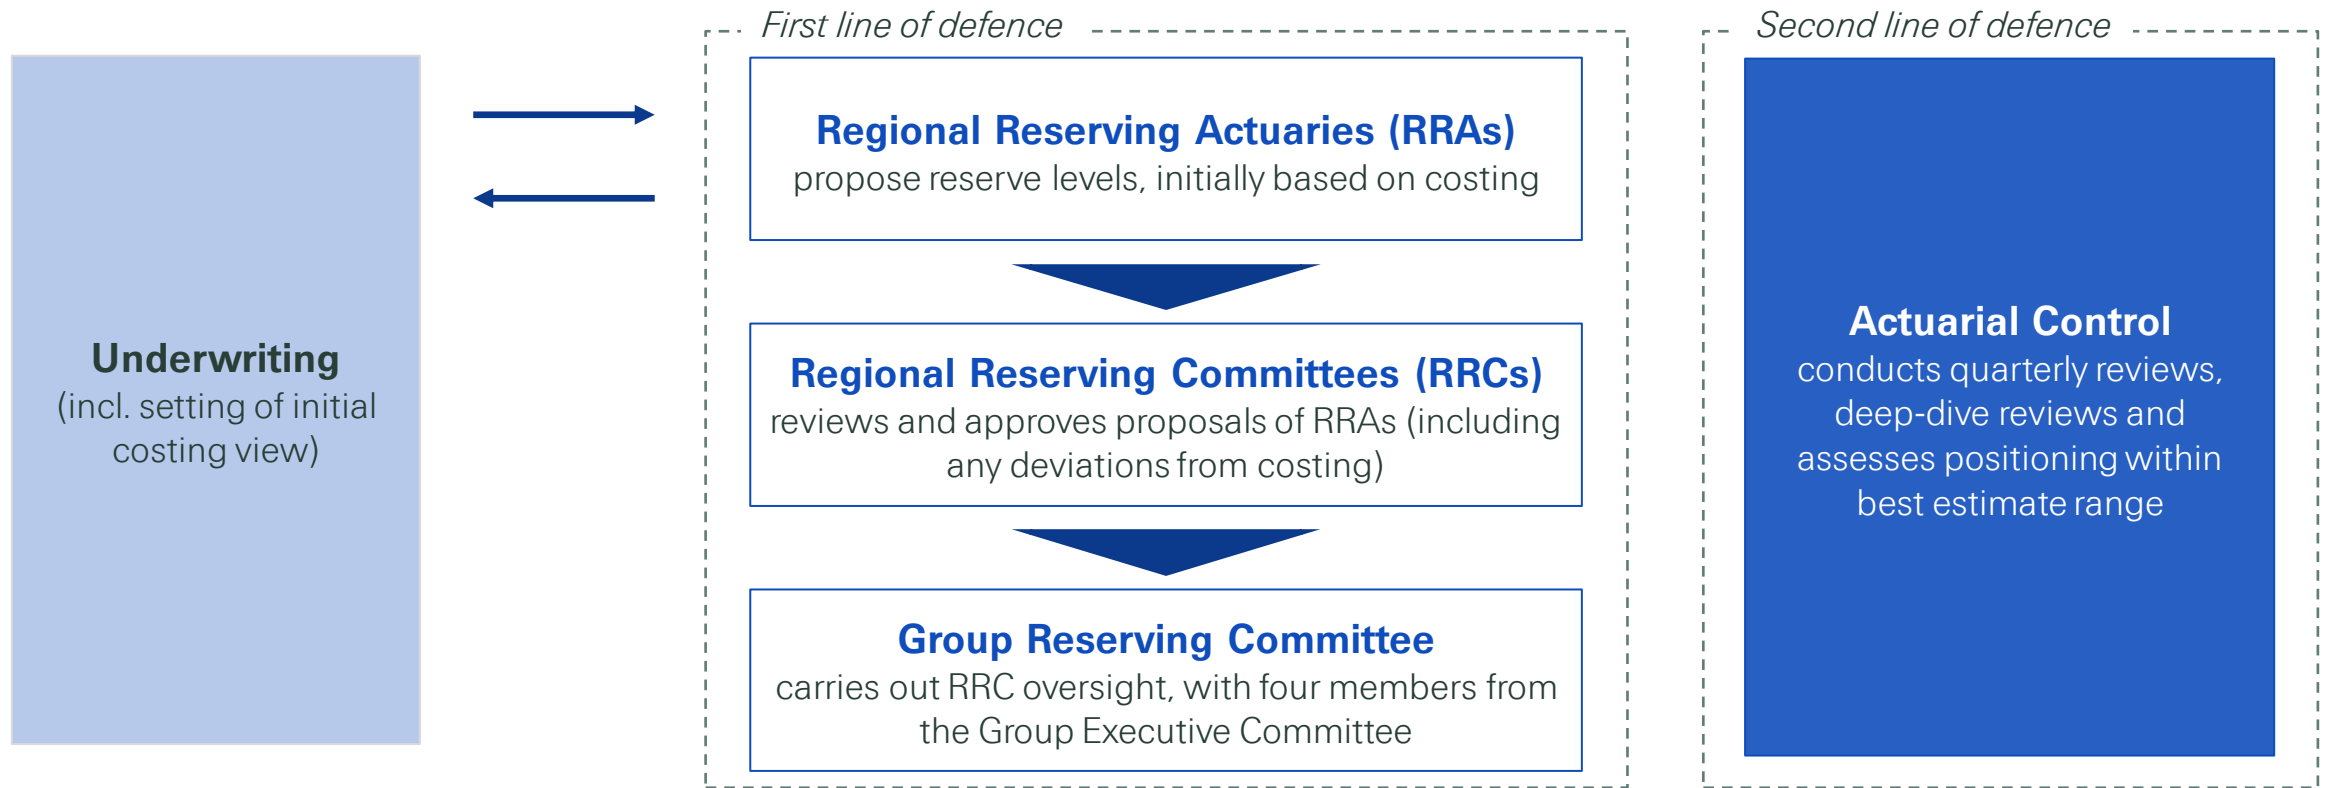 Underwriting
(incl. setting of initial
costing view)
First line of defence
Regional Reserving Actuaries (RRAs)
propose reserve levels, initially based on costing
Regional Reserving Committees (RRCs)
reviews and approves proposals of RRAs (including
any deviations from costing)
Group Reserving Committee
carries out RRC oversight, with four members from
the Group Executive Committee
Second line of defence
Actuarial Control
conducts quarterly reviews,
deep-dive reviews and
assesses positioning within
best estimate range